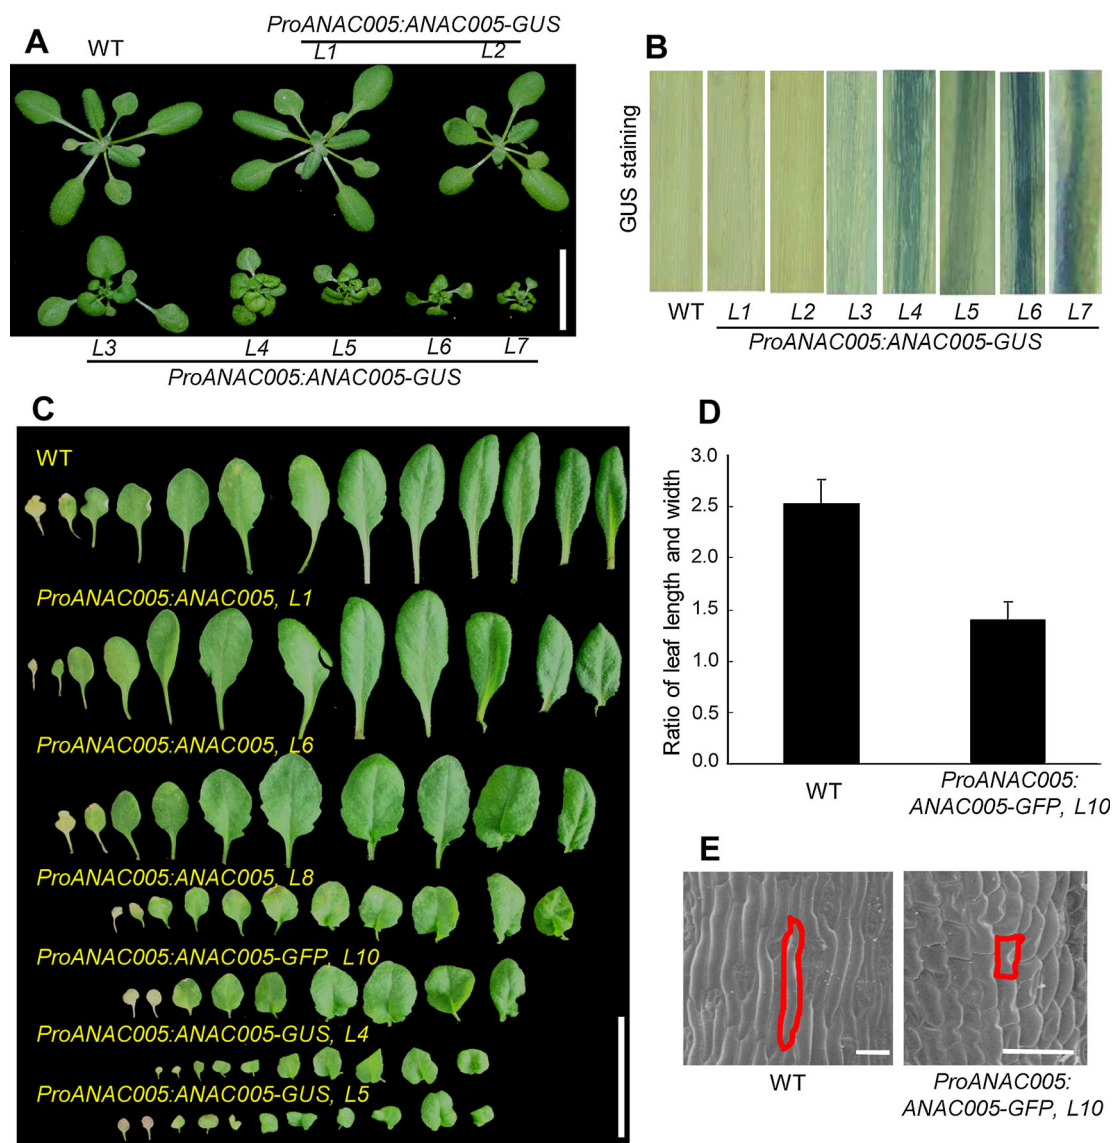 A
WT
ProANAC005:ANAC005-GUS
L1 L2
L3 L4 L5 L6 L7
ProANAC005:ANAC005-GUS
B
GUS staining
WT L1 L2 L3 L4 L5 L6 L7
ProANAC005:ANAC005-GUS
C
WT
ProANAC005:ANAC005, L1
ProANAC005:ANAC005, L6
ProANAC005:ANAC005, L8
ProANAC005:ANAC005-GFP, L10
ProANAC005:ANAC005-GUS, L4
ProANAC005:ANAC005-GUS, L5
D
Ratio of leaf length and width
3.0
2.5
2.0
1.5
1.0
0.5
0.0
WT
ProANAC005:
ANAC005-GFP, L10
E
WT
ProANAC005:
ANAC005-GFP, L10